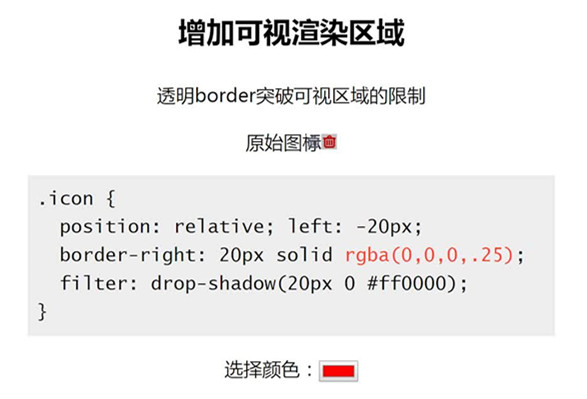 增加可视渲染区域
透明border突破可视区域的限制
原始图标
.icon {
position: relative; left: -20px;
border-right: 20px solid rgba(0,0,0,.25);
filter: drop-shadow(20px 0 #ff0000);
}
选择颜色：